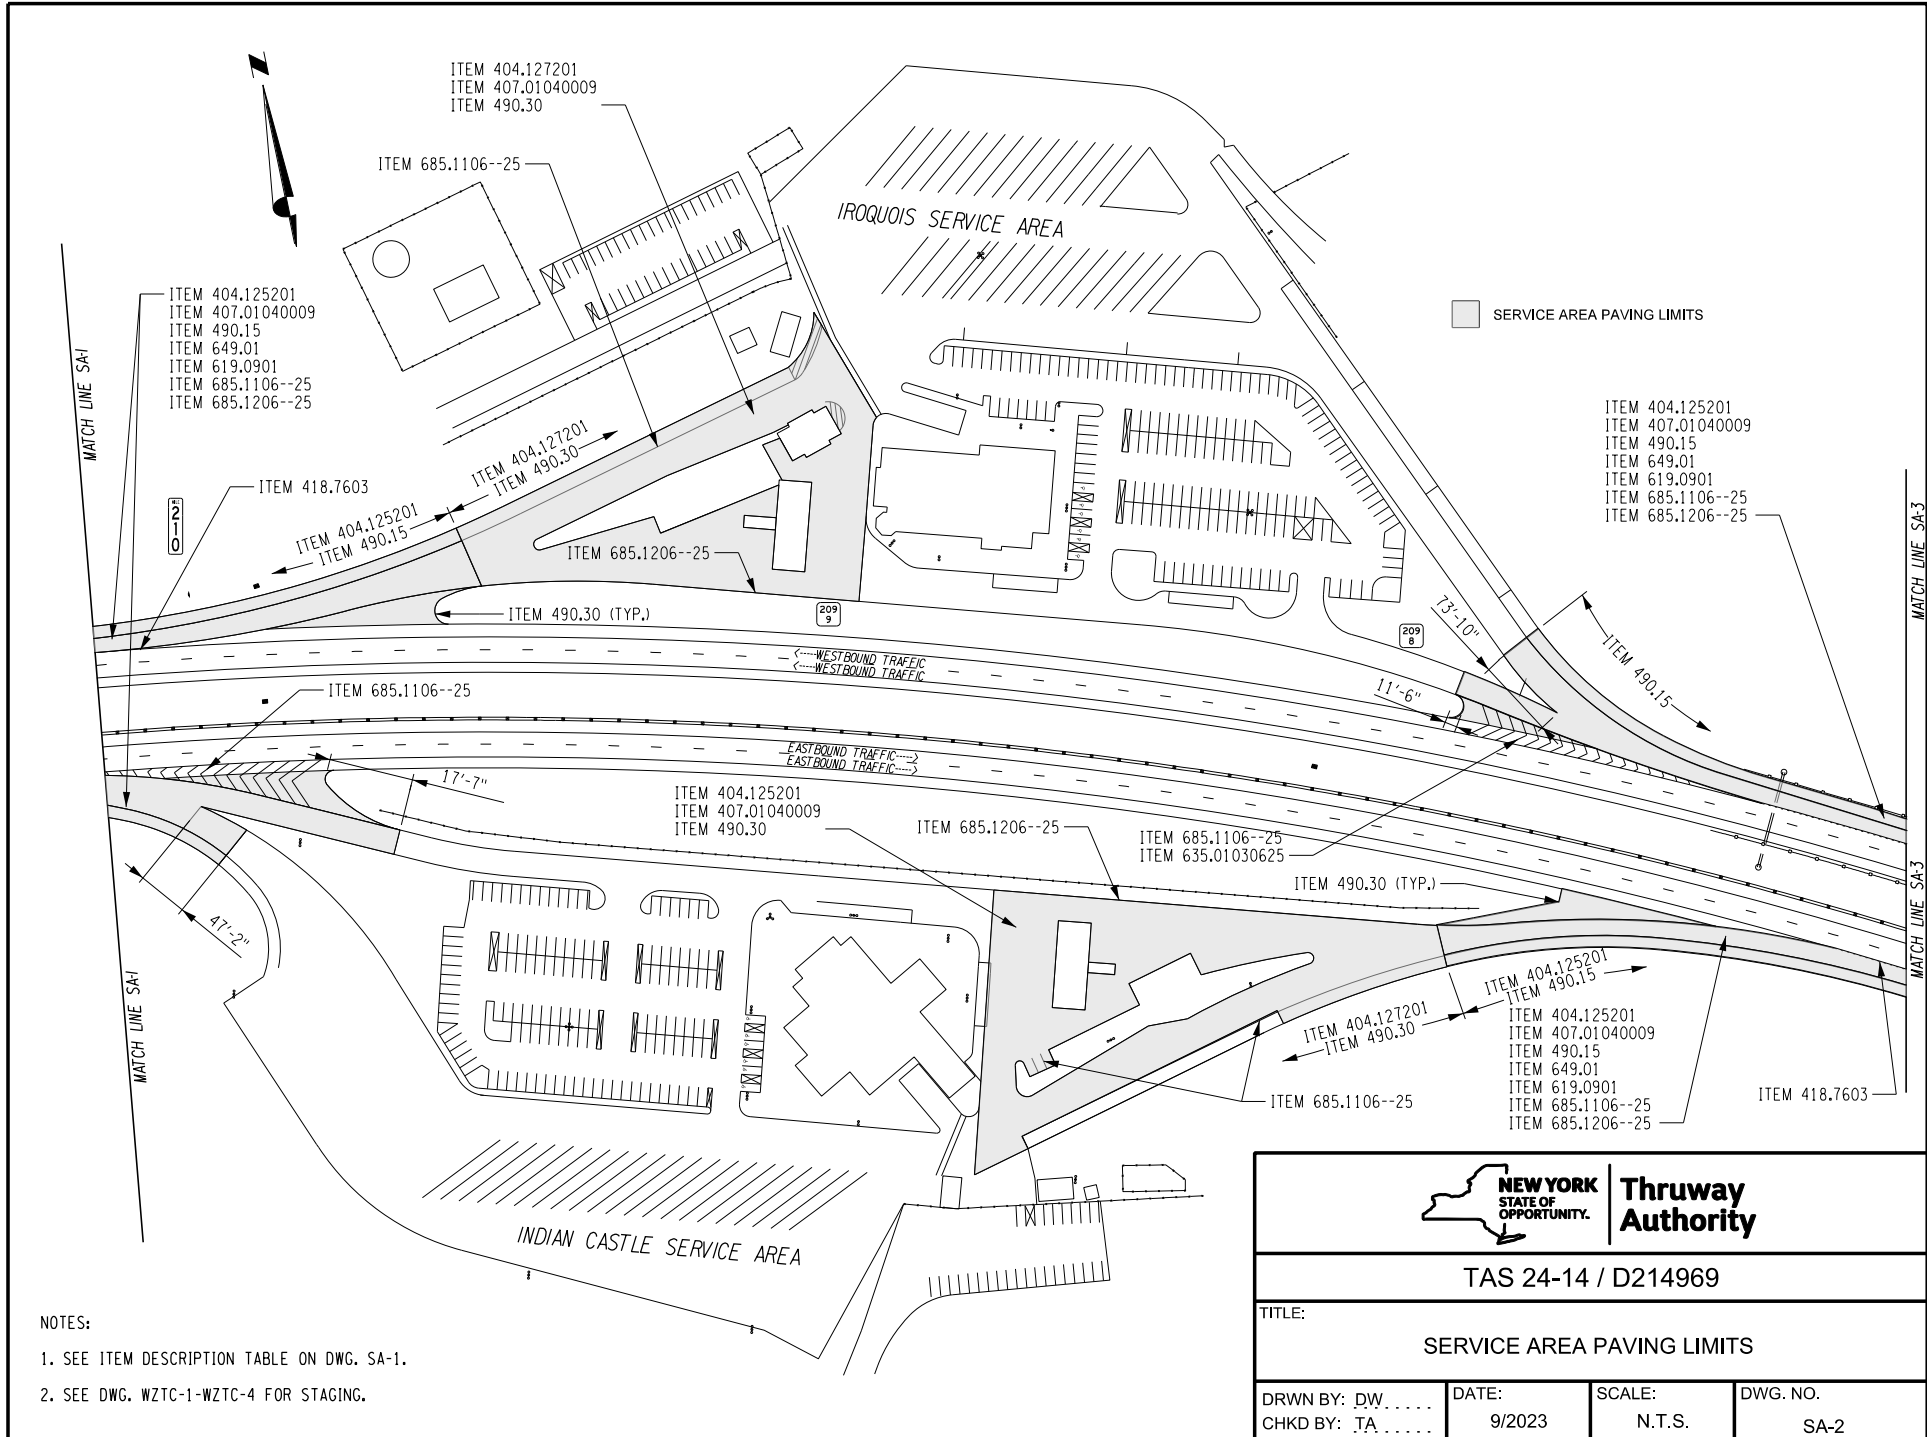 ITEM 404.127201
ITEM 407.01040009
ITEM 490.30
ITEM 685.1106--25
IROQUOIS SERVICE AREA
ITEM 404.125201
ITEM 407.01040009
ITEM 490.15
ITEM 649.01
ITEM 619.0901
ITEM 685.1106--25
ITEM 685.1206--25
SERVICE AREA PAVING LIMITS
MATCH LINE SA-1
ITEM 404.125201
ITEM 407.01040009
ITEM 490.15
ITEM 649.01
ITEM 619.0901
ITEM 685.1106--25
ITEM 685.1206--25
ITEM 404.127201
ITEM 490.30
ITEM 418.7603
210
ITEM 404.125201
ITEM 490.15
ITEM 685.1206--25
MATCH LINE SA-3
ITEM 490.30 (TYP.)
209
9
209
8
73'-10"
ITEM 490.15
WESTBOUND TRAFFIC
WESTBOUND TRAFFIC
11'-6"
ITEM 685.1106--25
EASTBOUND TRAFFIC
EASTBOUND TRAFFIC
17'-7"
ITEM 404.125201
ITEM 407.01040009
ITEM 490.30
ITEM 685.1206--25
ITEM 685.1106--25
ITEM 635.01030625
ITEM 490.30 (TYP.)
47'-2"
MATCH LINE SA-3
MATCH LINE SA-1
ITEM 404.125201
ITEM 490.15
ITEM 404.127201
ITEM 490.30
ITEM 404.125201
ITEM 407.01040009
ITEM 490.15
ITEM 649.01
ITEM 619.0901
ITEM 685.1106--25
ITEM 685.1206--25
ITEM 418.7603
ITEM 685.1106--25
INDIAN CASTLE SERVICE AREA
NOTES:
1. SEE ITEM DESCRIPTION TABLE ON DWG. SA-1.
2. SEE DWG. WZTC-1-WZTC-4 FOR STAGING.
NEW YORK
STATE OF
OPPORTUNITY.
Thruway
Authority
TAS 24-14 / D214969
TITLE:
SERVICE AREA PAVING LIMITS
DRWN BY: DW
CHKD BY: TA
DATE:
9/2023
SCALE:
N.T.S.
DWG. NO.
SA-2